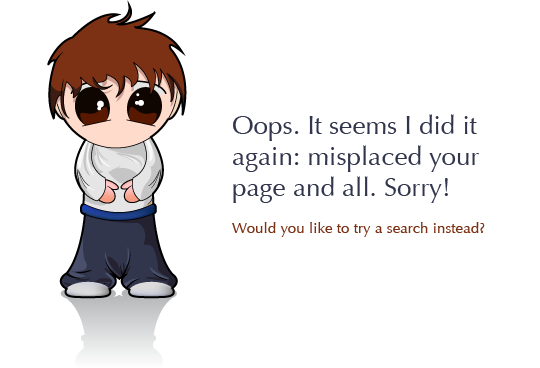 Oops. It seems I did it
again: misplaced your
page and all. Sorry!
Would you like to try a search instead?